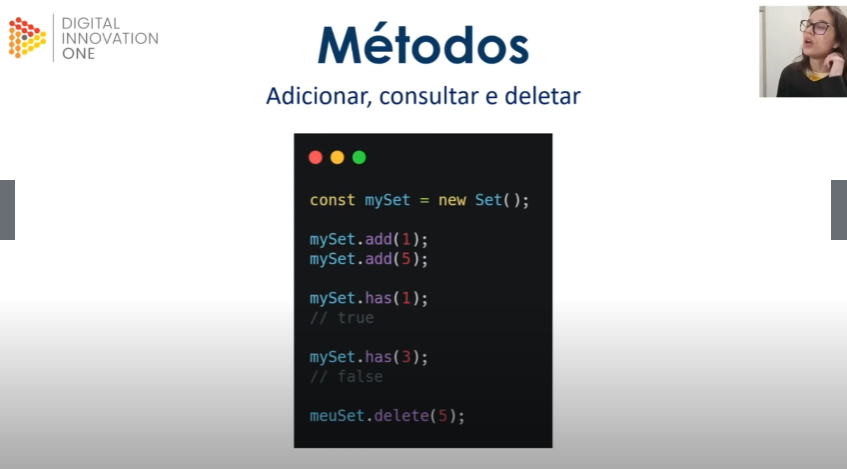 DIGITAL
INNOVATION
ONE
Métodos
Adicionar, consultar e deletar
const mySet = new Set();
mySet.add(1);
mySet.add(5);
mySet.has(1);
// true
mySet.has(3);
// false
meuSet.delete(5);